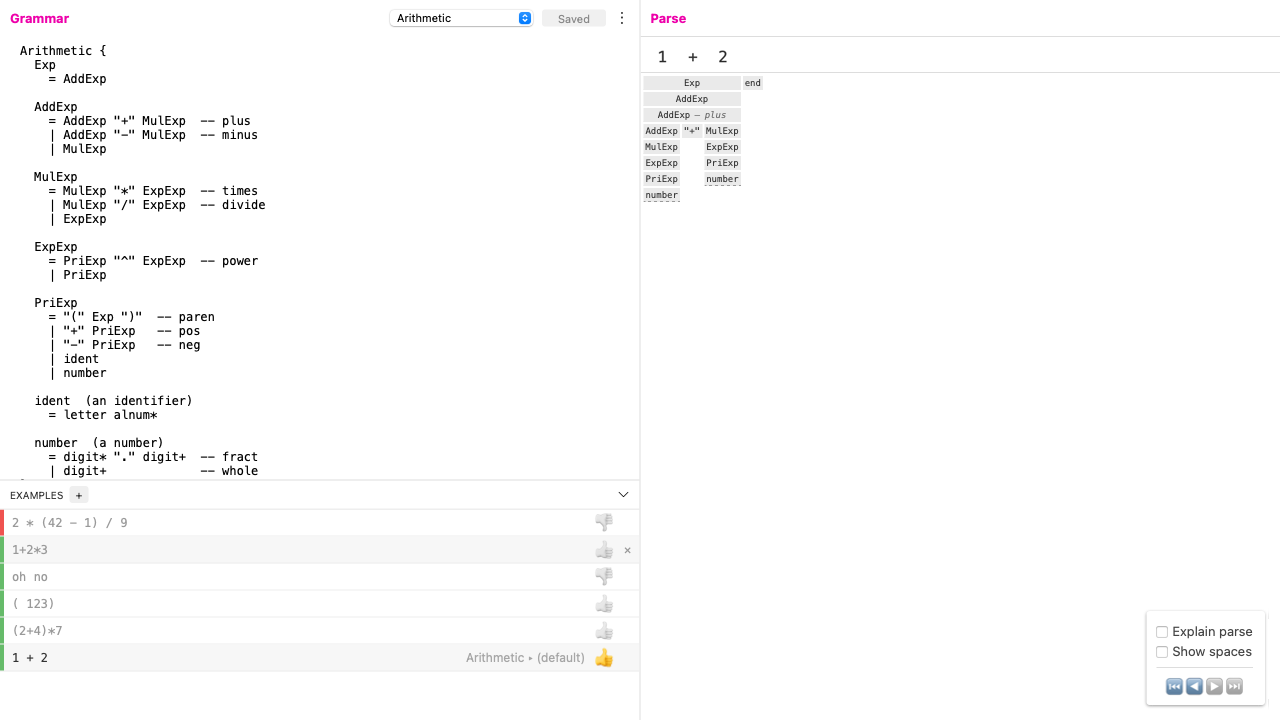 Grammar
Arithmetic
Saved
Arithmetic {
Exp
= AddExp
AddExp
= AddExp "+" MulExp -- plus
| AddExp "-" MulExp -- minus
| MulExp
MulExp
= MulExp "*" ExpExp -- times
| MulExp "/" ExpExp -- divide
| ExpExp
ExpExp
= PriExp "^" ExpExp -- power
| PriExp
PriExp
= "(" Exp ")" -- paren
| "+" PriExp -- pos
| "-" PriExp -- neg
| ident
| number
ident (an identifier)
= letter alnum*
number (a number)
= digit* "." digit+ -- fract
| digit+ -- whole
EXAMPLES +
2 * (42 - 1) / 9
1+2*3 ×
oh no
( 123)
(2+4)*7
1 + 2 Arithmetic ▸ (default)
Parse
1 + 2
Exp end
AddExp
AddExp – plus
AddExp "+" MulExp
MulExp ExpExp
ExpExp PriExp
PriExp number
number
Explain parse
Show spaces